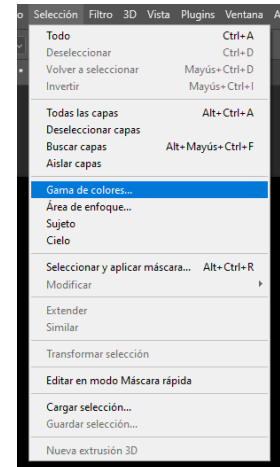 o Selección Filtro 3D Vista Plugins Ventana A
Todo Ctrl+A
Deseleccionar Ctrl+D
Volver a seleccionar Mayús+Ctrl+D
Invertir Mayús+Ctrl+I
Todas las capas Alt+Ctrl+A
Deseleccionar capas
Buscar capas Alt+Mayús+Ctrl+F
Aislar capas
Gama de colores...
Área de enfoque...
Sujeto
Cielo
Seleccionar y aplicar máscara... Alt+Ctrl+R
Modificar
Extender
Similar
Transformar selección
Editar en modo Máscara rápida
Cargar selección...
Guardar selección...
Nueva extrusión 3D